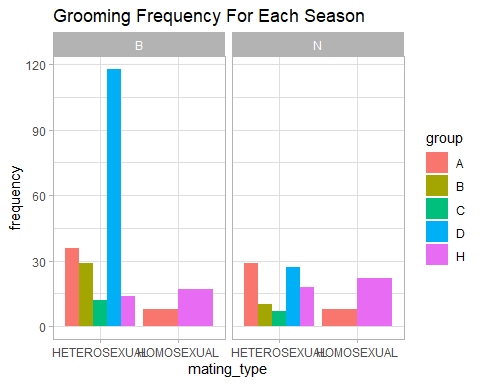 Grooming Frequency For Each Season
B
N
120
90
60
30
0
frequency
HETEROSEXUAL
HOMOSEXUAL
HETEROSEXUAL
HOMOSEXUAL
mating_type
group
A
B
C
D
H